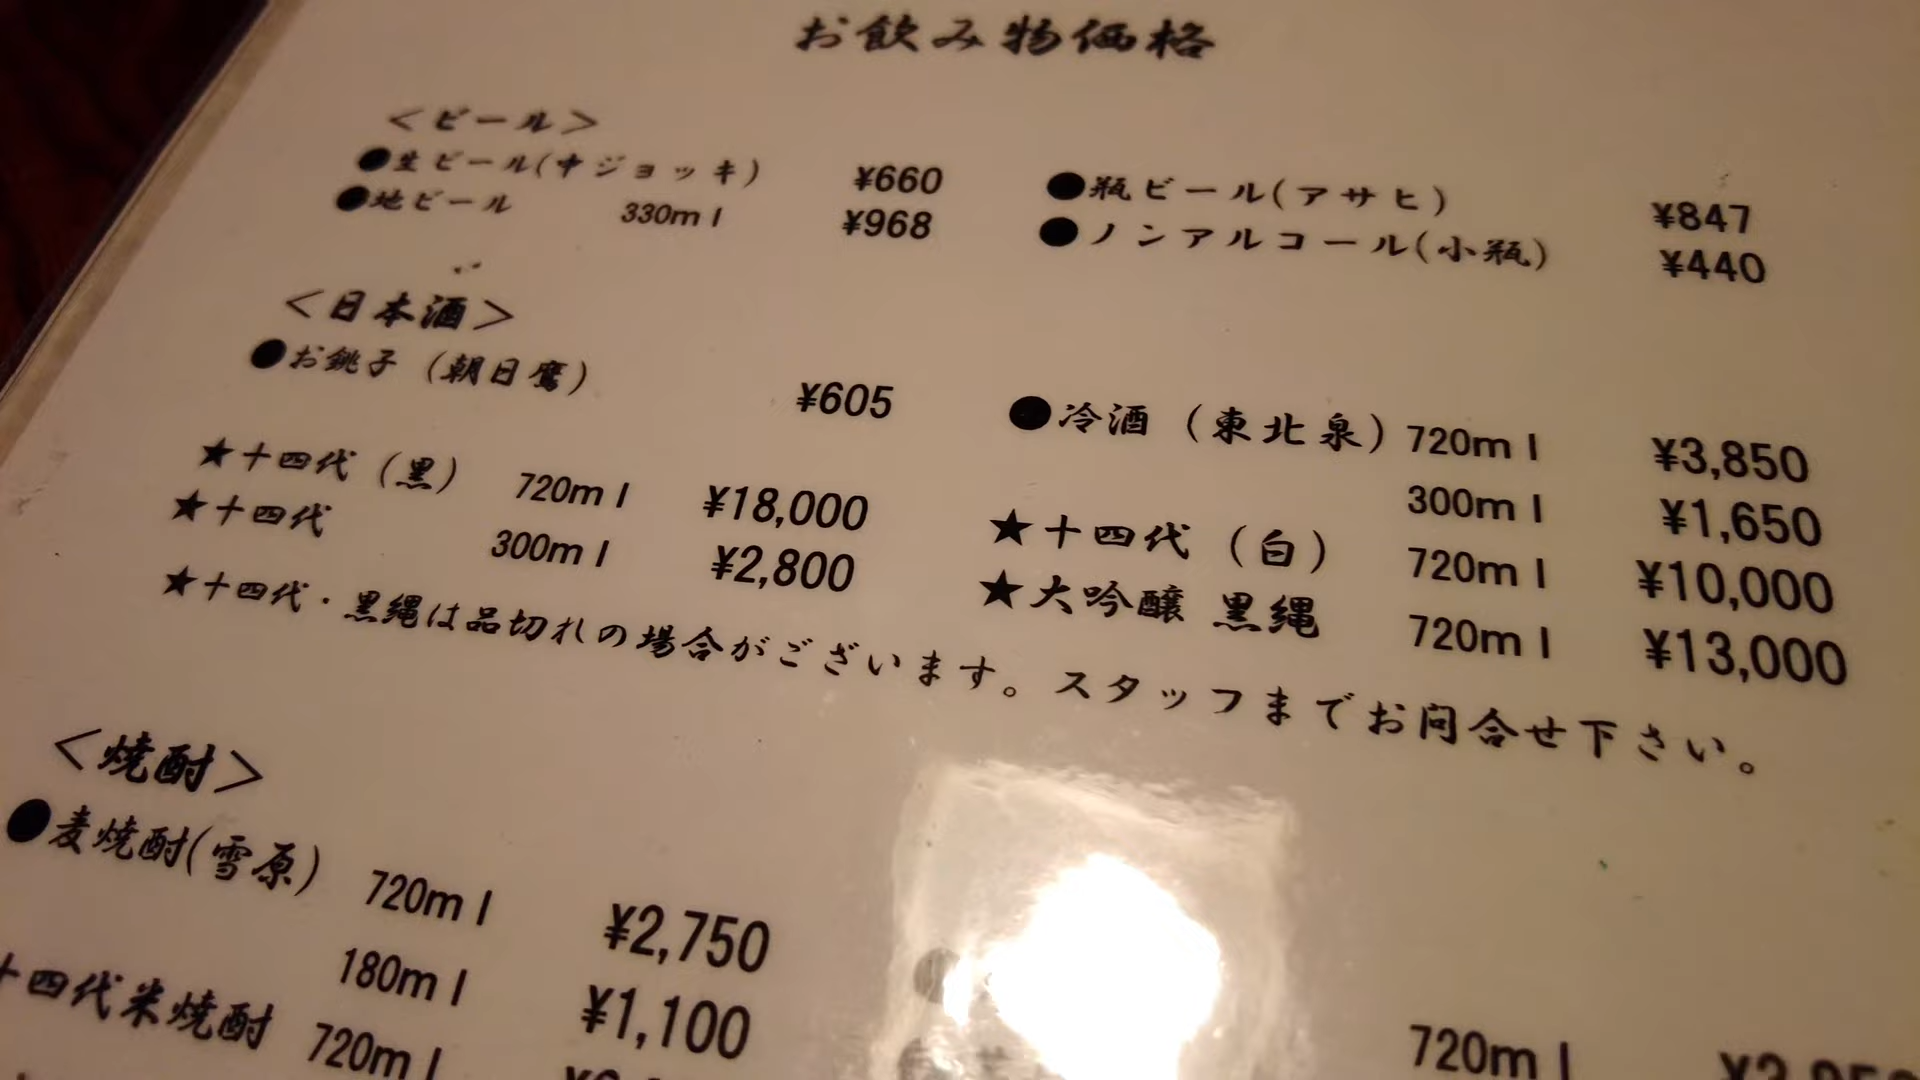 お飲み物価格
＜ビール＞
●生ビール(中ジョッキ) ¥660
●瓶ビール(アサヒ) ¥847
●地ビール 330ml ¥968
●ノンアルコール(小瓶) ¥440
＜日本酒＞
●お銚子（朝日鷹） ¥605
●冷酒（東北泉） 720ml ¥3,850
300ml ¥1,650
★十四代（黒） 720ml ¥18,000
★十四代（白） 720ml ¥10,000
★十四代 300ml ¥2,800
★大吟醸 黒縄 720ml ¥13,000
★十四代・黒縄は品切れの場合がございます。スタッフまでお問合せ下さい。
＜焼酎＞
●麦焼酎(雪原) 720ml ¥2,750
180ml ¥1,100
十四代米焼酎 720ml
720ml